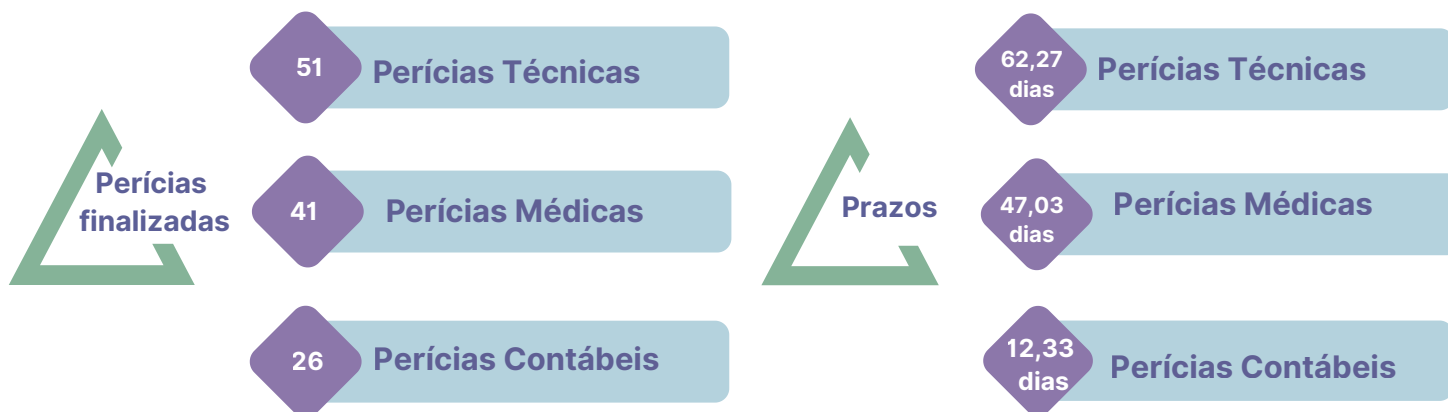 Perícias
finalizadas
51
Perícias Técnicas
41
Perícias Médicas
26
Perícias Contábeis
Prazos
62,27
dias
Perícias Técnicas
47,03
dias
Perícias Médicas
12,33
dias
Perícias Contábeis